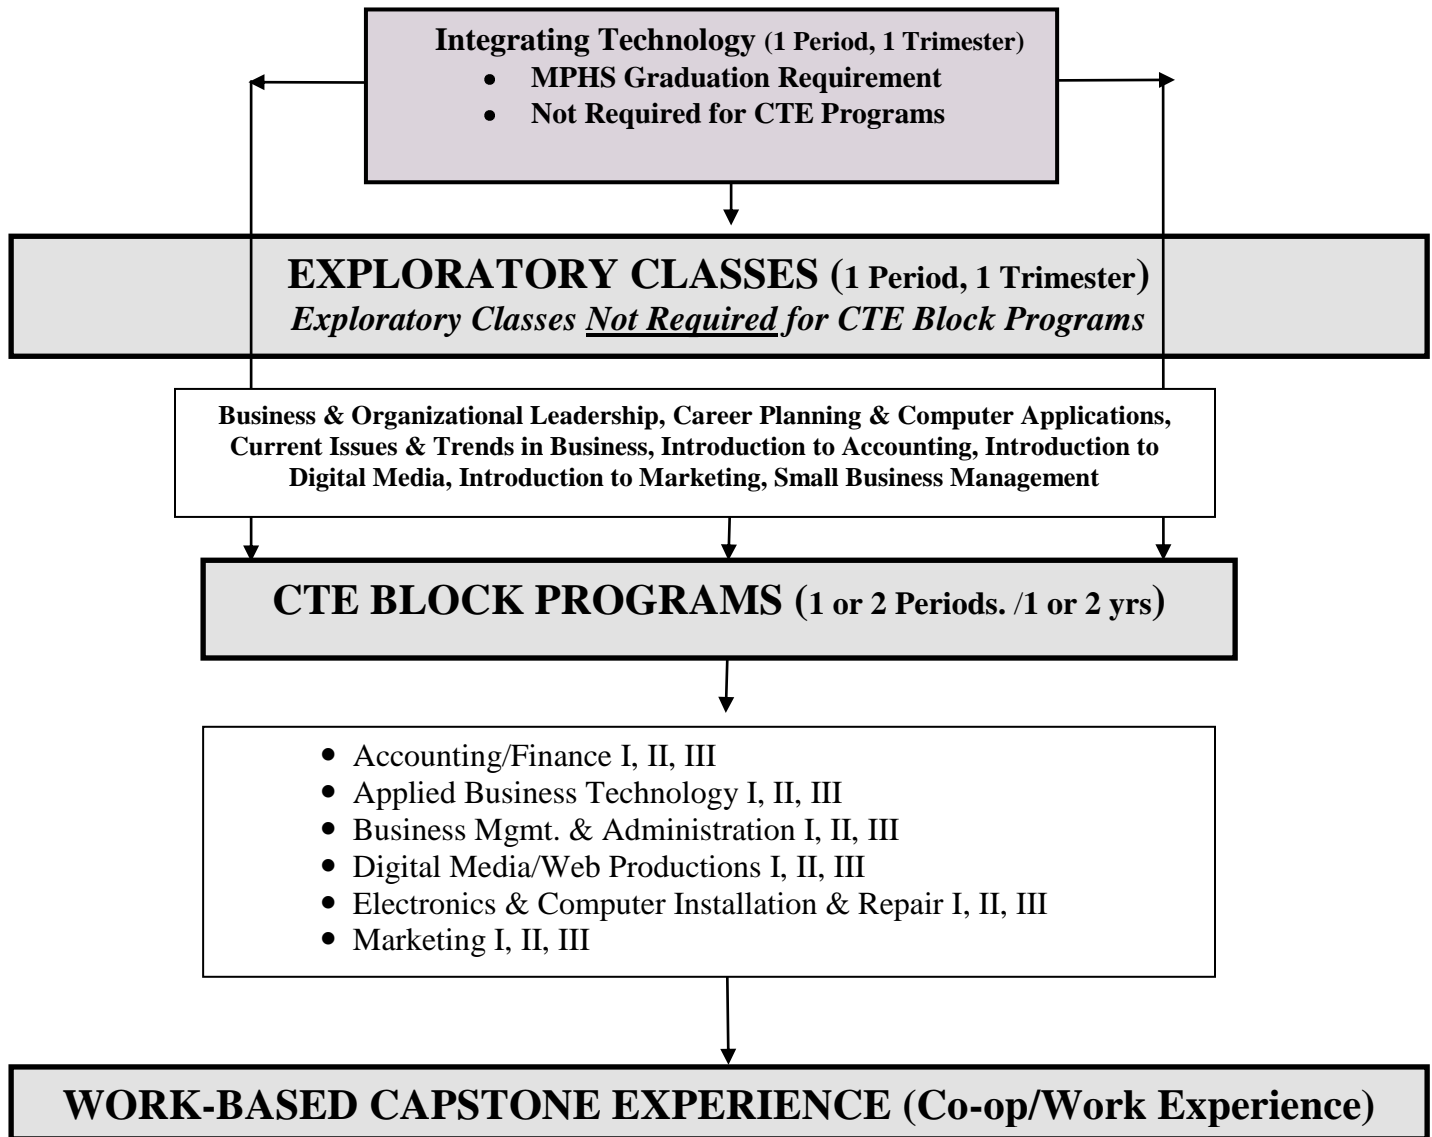 Integrating Technology (1 Period, 1 Trimester)
• MPHS Graduation Requirement
• Not Required for CTE Programs
EXPLORATORY CLASSES (1 Period, 1 Trimester)
Exploratory Classes Not Required for CTE Block Programs
Business & Organizational Leadership, Career Planning & Computer Applications,
Current Issues & Trends in Business, Introduction to Accounting, Introduction to
Digital Media, Introduction to Marketing, Small Business Management
CTE BLOCK PROGRAMS (1 or 2 Periods. /1 or 2 yrs)
• Accounting/Finance I, II, III
• Applied Business Technology I, II, III
• Business Mgmt. & Administration I, II, III
• Digital Media/Web Productions I, II, III
• Electronics & Computer Installation & Repair I, II, III
• Marketing I, II, III
WORK-BASED CAPSTONE EXPERIENCE (Co-op/Work Experience)